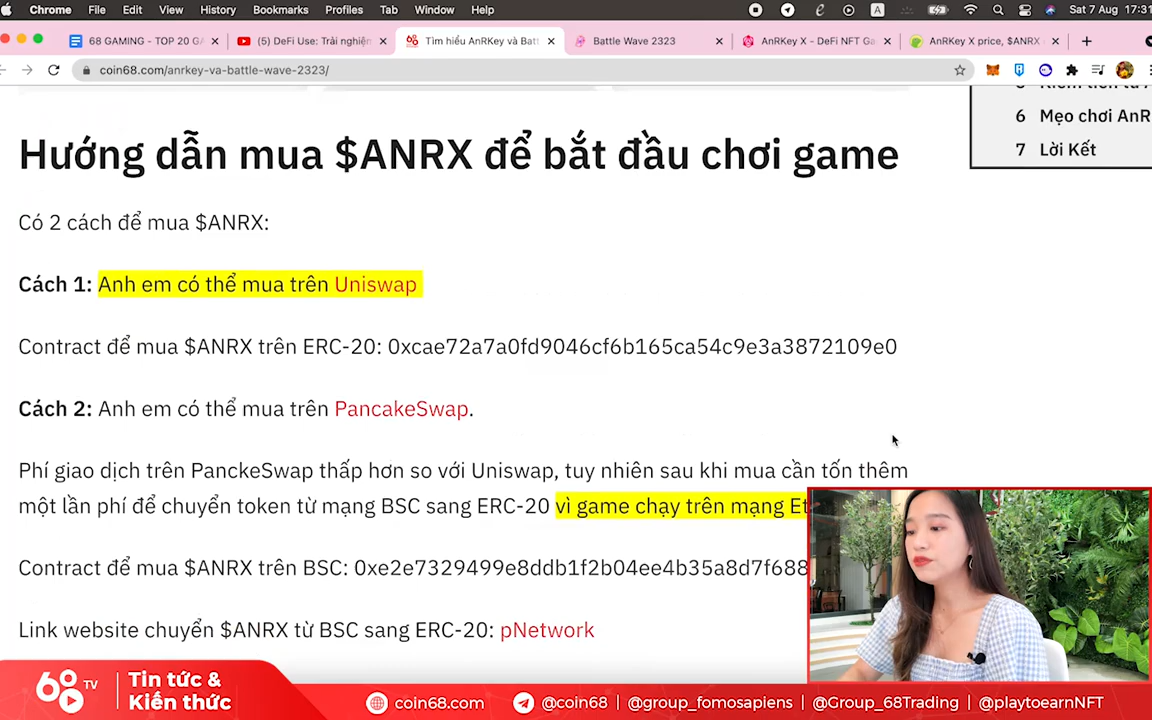 Chrome File Edit View History Bookmarks Profiles Tab Window Help Sat 7 Aug 17:31
68 GAMING - TOP 20 GA
(5) DeFi Use: Trải nghiệm
Tìm hiểu AnRKey và Batt
Battle Wave 2323
AnRKey X - DeFi NFT Ga
AnRKey X price, $ANRX
coin68.com/anrkey-va-battle-wave-2323/
6 Mẹo chơi AnR
7 Lời Kết
Hướng dẫn mua $ANRX để bắt đầu chơi game
Có 2 cách để mua $ANRX:
Cách 1: Anh em có thể mua trên Uniswap
Contract để mua $ANRX trên ERC-20: 0xcae72a7a0fd9046cf6b165ca54c9e3a3872109e0
Cách 2: Anh em có thể mua trên PancakeSwap.
Phí giao dịch trên PanckeSwap thấp hơn so với Uniswap, tuy nhiên sau khi mua cần tốn thêm
một lần phí để chuyển token từ mạng BSC sang ERC-20 vì game chạy trên mạng Et
Contract để mua $ANRX trên BSC: 0xe2e7329499e8ddb1f2b04ee4b35a8d7f688
Link website chuyển $ANRX từ BSC sang ERC-20: pNetwork
68 TV
Tin tức &
Kiến thức
coin68.com @coin68 | @group_fomosapiens | @Group_68Trading | @playtoearnNFT